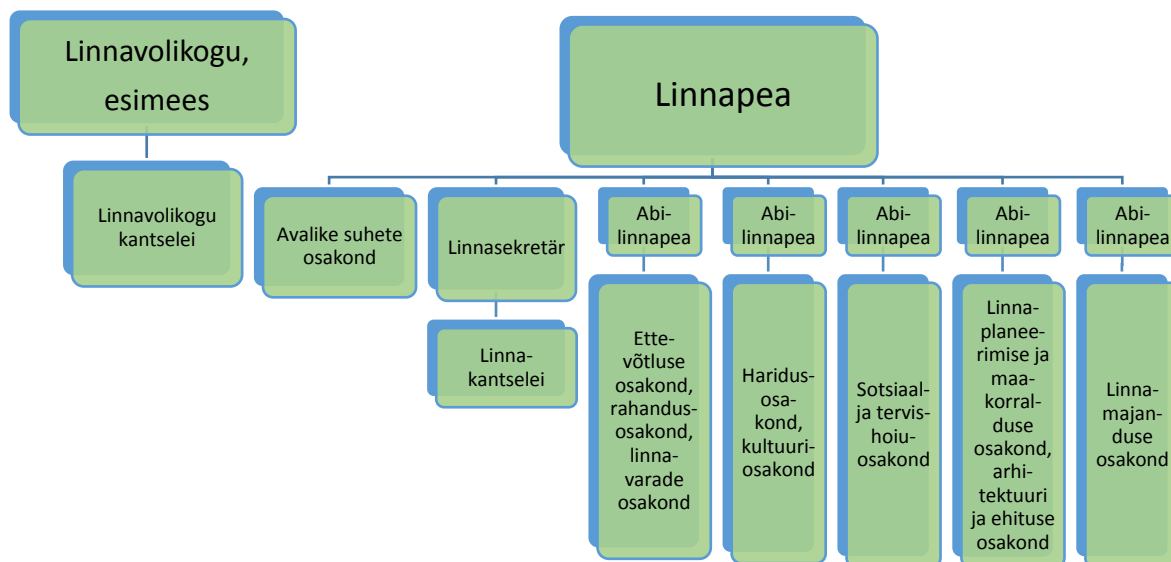 Linnavolikogu,
esimees
Linnapea
Linnavolikogu
kantselei
Avalike suhete
osakond
Linnasekretär
Linna-
kantselei
Abi-
linnapea
Abi-
linnapea
Abi-
linnapea
Abi-
linnapea
Abi-
linnapea
Ette-
võtluse
osakond,
rahandus-
osakond,
linna-
varade
osakond
Haridus-
osa-
kond,
kultuuri-
osakond
Sotsiaal-
ja tervis-
hoiu-
osakond
Linna-
planee-
rimise ja
maa-
korral-
duse
osakond,
arhi-
tektuuri
ja ehituse
osakond
Linna-
majan-
duse
osakond